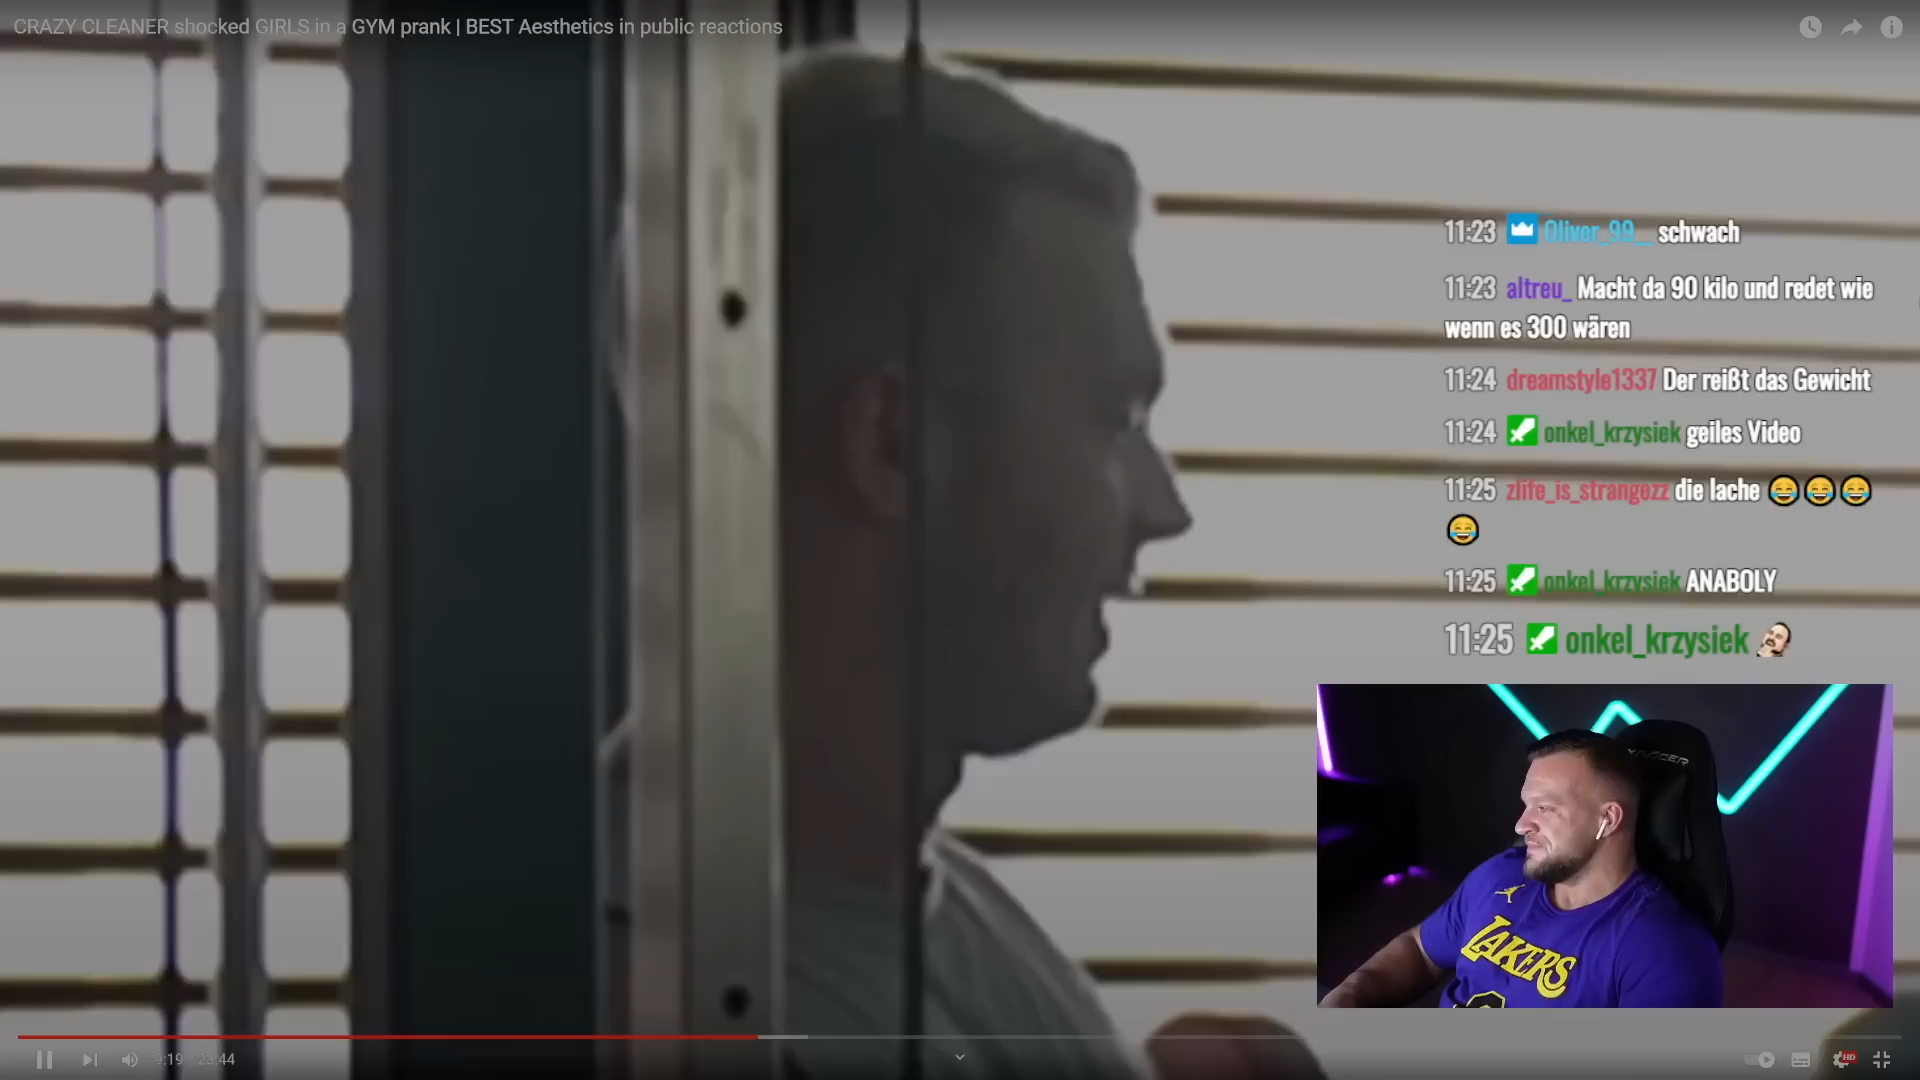 CRAZY CLEANER shocked GIRLS in a GYM prank | BEST Aesthetics in public reactions
11:23 Oliver_99__ schwach
11:23 altreu_ Macht da 90 kilo und redet wie
wenn es 300 wären
11:24 dreamstyle1337 Der reißt das Gewicht
11:24 onkel_krzysiek geiles Video
11:25 zlife_is_strangezz die lache 😂😂😂
😂
11:25 onkel_krzysiek ANABOLY
11:25 onkel_krzysiek
XRACER
LAKERS
9:19 / 23:44
HD